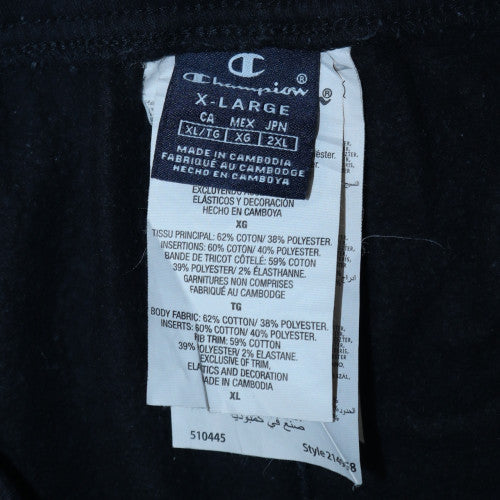 Champion®
X-LARGE
CA MEX JPN
XL/TG XG 2XL
MADE IN CAMBODIA
FABRIQUÉ AU CAMBODGE
HECHO EN CAMBOYA
ELÁSTICOS Y DECORACIÓN
HECHO EN CAMBOYA
XG
TISSU PRINCIPAL: 62% COTON/ 38% POLYESTER.
INSERTIONS: 60% COTON/ 40% POLYESTER.
BANDE DE TRICOT CÔTELÉ: 59% COTON
39% POLYESTER/ 2% ÉLASTHANNE.
GARNITURES NON COMPRISES
FABRIQUÉ AU CAMBODGE
TG
BODY FABRIC: 62% COTTON/ 38% POLYESTER.
INSERTS: 60% COTTON/ 40% POLYESTER.
RIB TRIM: 59% COTTON
39% POLYESTER/ 2% ELASTANE.
EXCLUSIVE OF TRIM,
ELASTICS AND DECORATION
MADE IN CAMBODIA
XL
صنع في كمبوديا
510445 Style